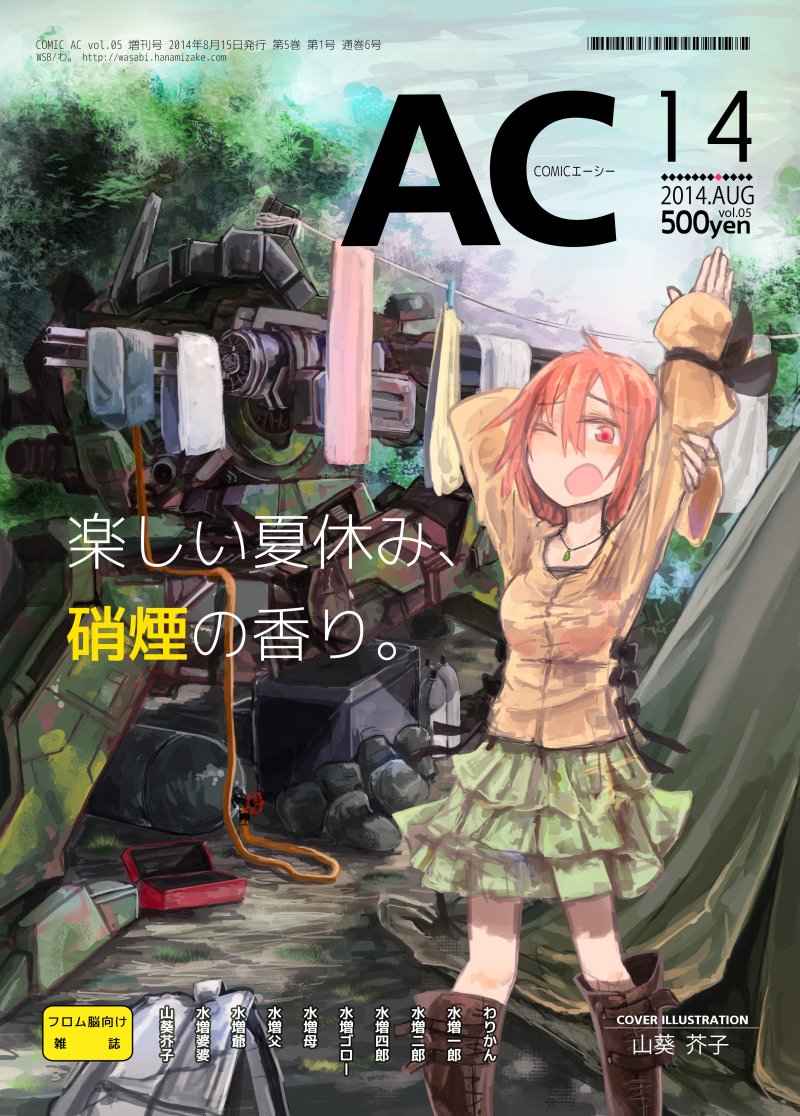 COMIC AC vol.05 増刊号 2014年8月15日発行 第5巻 第1号 通巻6号
WSB/わ。 http://wasabi.hanamizake.com
AC
COMICエーシー
14
2014.AUG
vol.05
500yen
楽しい夏休み、
硝煙の香り。
フロム脳向け
雑 誌
わりかん
水増一郎
水増二郎
水増四郎
水増ゴロー
水増母
水増父
水増爺
水増婆婆
山葵芥子
COVER ILLUSTRATION
山葵 芥子